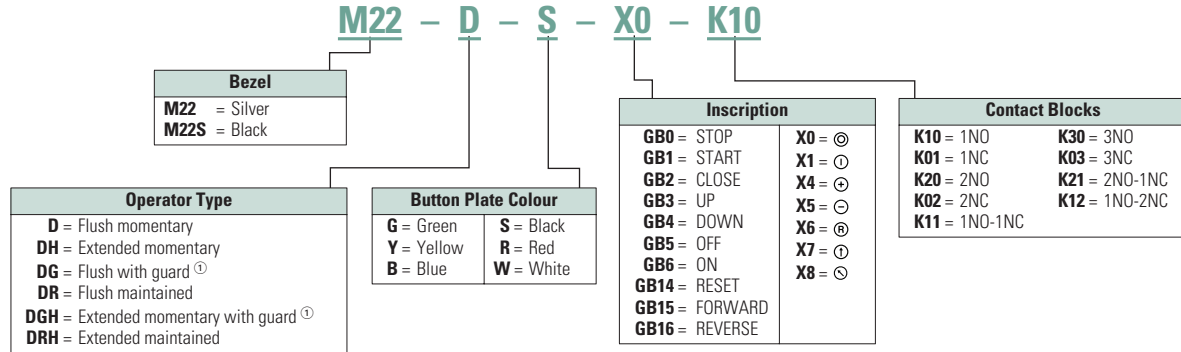 M22 – D – S – X0 – K10
Bezel
M22 = Silver
M22S = Black
Operator Type
D = Flush momentary
DH = Extended momentary
DG = Flush with guard ①
DR = Flush maintained
DGH = Extended momentary with guard ①
DRH = Extended maintained
Button Plate Colour
G = Green
Y = Yellow
B = Blue
S = Black
R = Red
W = White
Inscription
GB0 = STOP
GB1 = START
GB2 = CLOSE
GB3 = UP
GB4 = DOWN
GB5 = OFF
GB6 = ON
GB14 = RESET
GB15 = FORWARD
GB16 = REVERSE
X0 = ◎
X1 = ⏼
X4 = ⊕
X5 = ⊖
X6 = Ⓡ
X7 = ⓛ
X8 = ⦸
Contact Blocks
K10 = 1NO
K01 = 1NC
K20 = 2NO
K02 = 2NC
K11 = 1NO-1NC
K30 = 3NO
K03 = 3NC
K21 = 2NO-1NC
K12 = 1NO-2NC